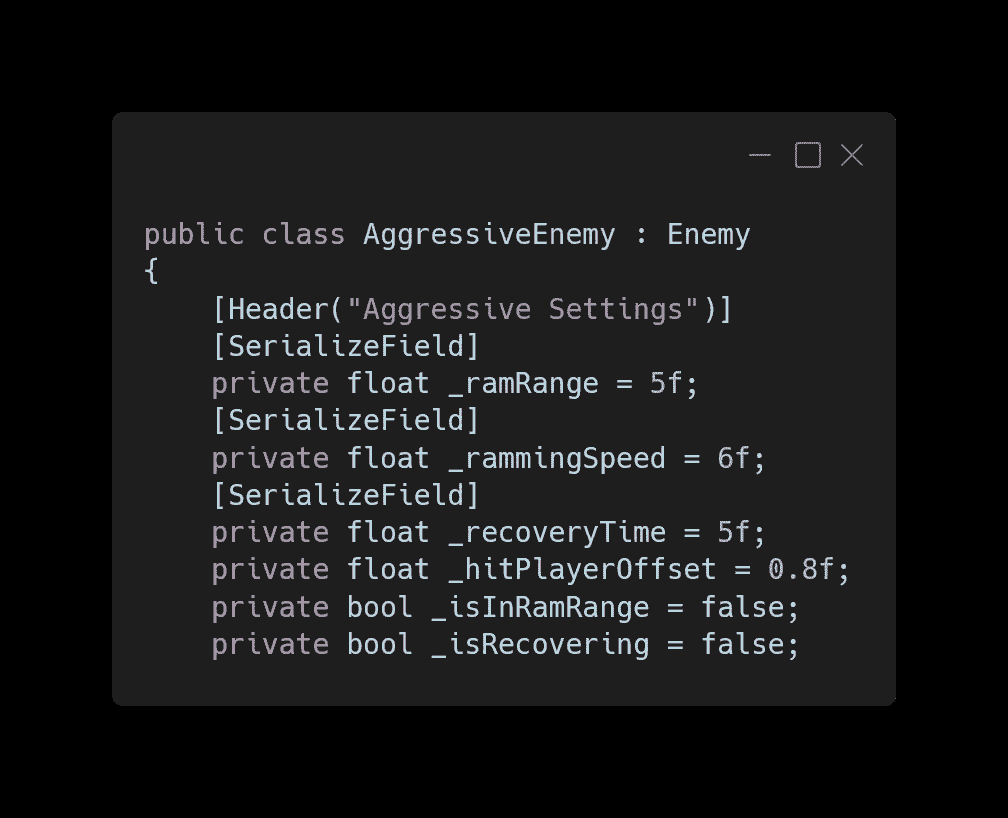 public class AggressiveEnemy : Enemy
{
    [Header("Aggressive Settings")]
    [SerializeField]
    private float _ramRange = 5f;
    [SerializeField]
    private float _rammingSpeed = 6f;
    [SerializeField]
    private float _recoveryTime = 5f;
    private float _hitPlayerOffset = 0.8f;
    private bool _isInRamRange = false;
    private bool _isRecovering = false;